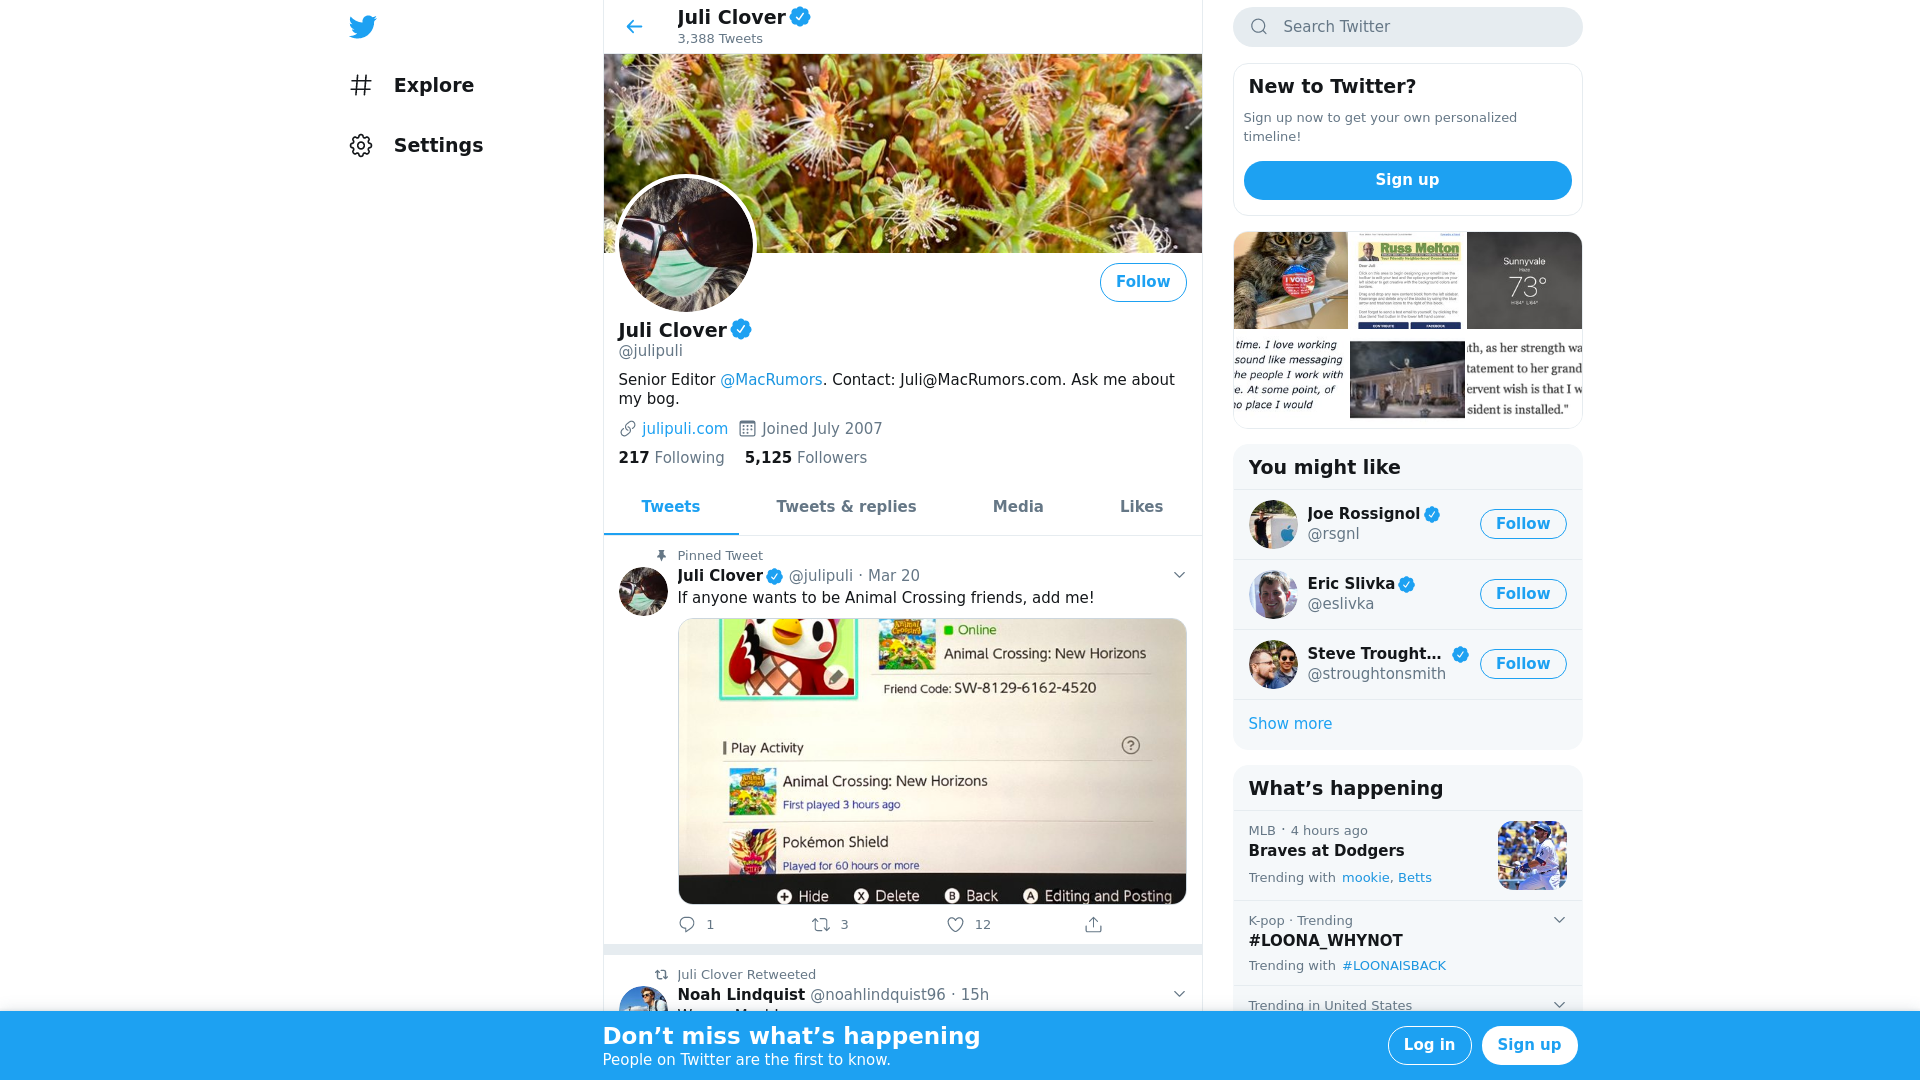 Explore
Settings
Juli Clover
3,388 Tweets
Follow
Juli Clover
@julipuli
Senior Editor @MacRumors. Contact: Juli@MacRumors.com. Ask me about
my bog.
julipuli.com Joined July 2007
217 Following 5,125 Followers
Tweets Tweets & replies Media Likes
Pinned Tweet
Juli Clover @julipuli · Mar 20
If anyone wants to be Animal Crossing friends, add me!
Online
Animal Crossing: New Horizons
Friend Code: SW-8129-6162-4520
Play Activity
?
Animal Crossing: New Horizons
First played 3 hours ago
Pokémon Shield
Played for 60 hours or more
+ Hide X Delete B Back A Editing and Posting
1 3 12
Juli Clover Retweeted
Noah Lindquist @noahlindquist96 · 15h
Search Twitter
New to Twitter?
Sign up now to get your own personalized
timeline!
Sign up
I VOTED
Russ Melton
Sunnyvale
Haze
73°
time. I love working
sound like messaging
he people I work with
e. At some point, of
no place I would
th, as her strength wa
tatement to her grand
ervent wish is that I w
sident is installed."
You might like
Joe Rossignol
@rsgnl
Follow
Eric Slivka
@eslivka
Follow
Steve Trought...
@stroughtonsmith
Follow
Show more
What’s happening
MLB · 4 hours ago
Braves at Dodgers
Trending with mookie, Betts
K-pop · Trending
#LOONA_WHYNOT
Trending with #LOONAISBACK
Trending in United States
Don’t miss what’s happening
People on Twitter are the first to know.
Log in
Sign up